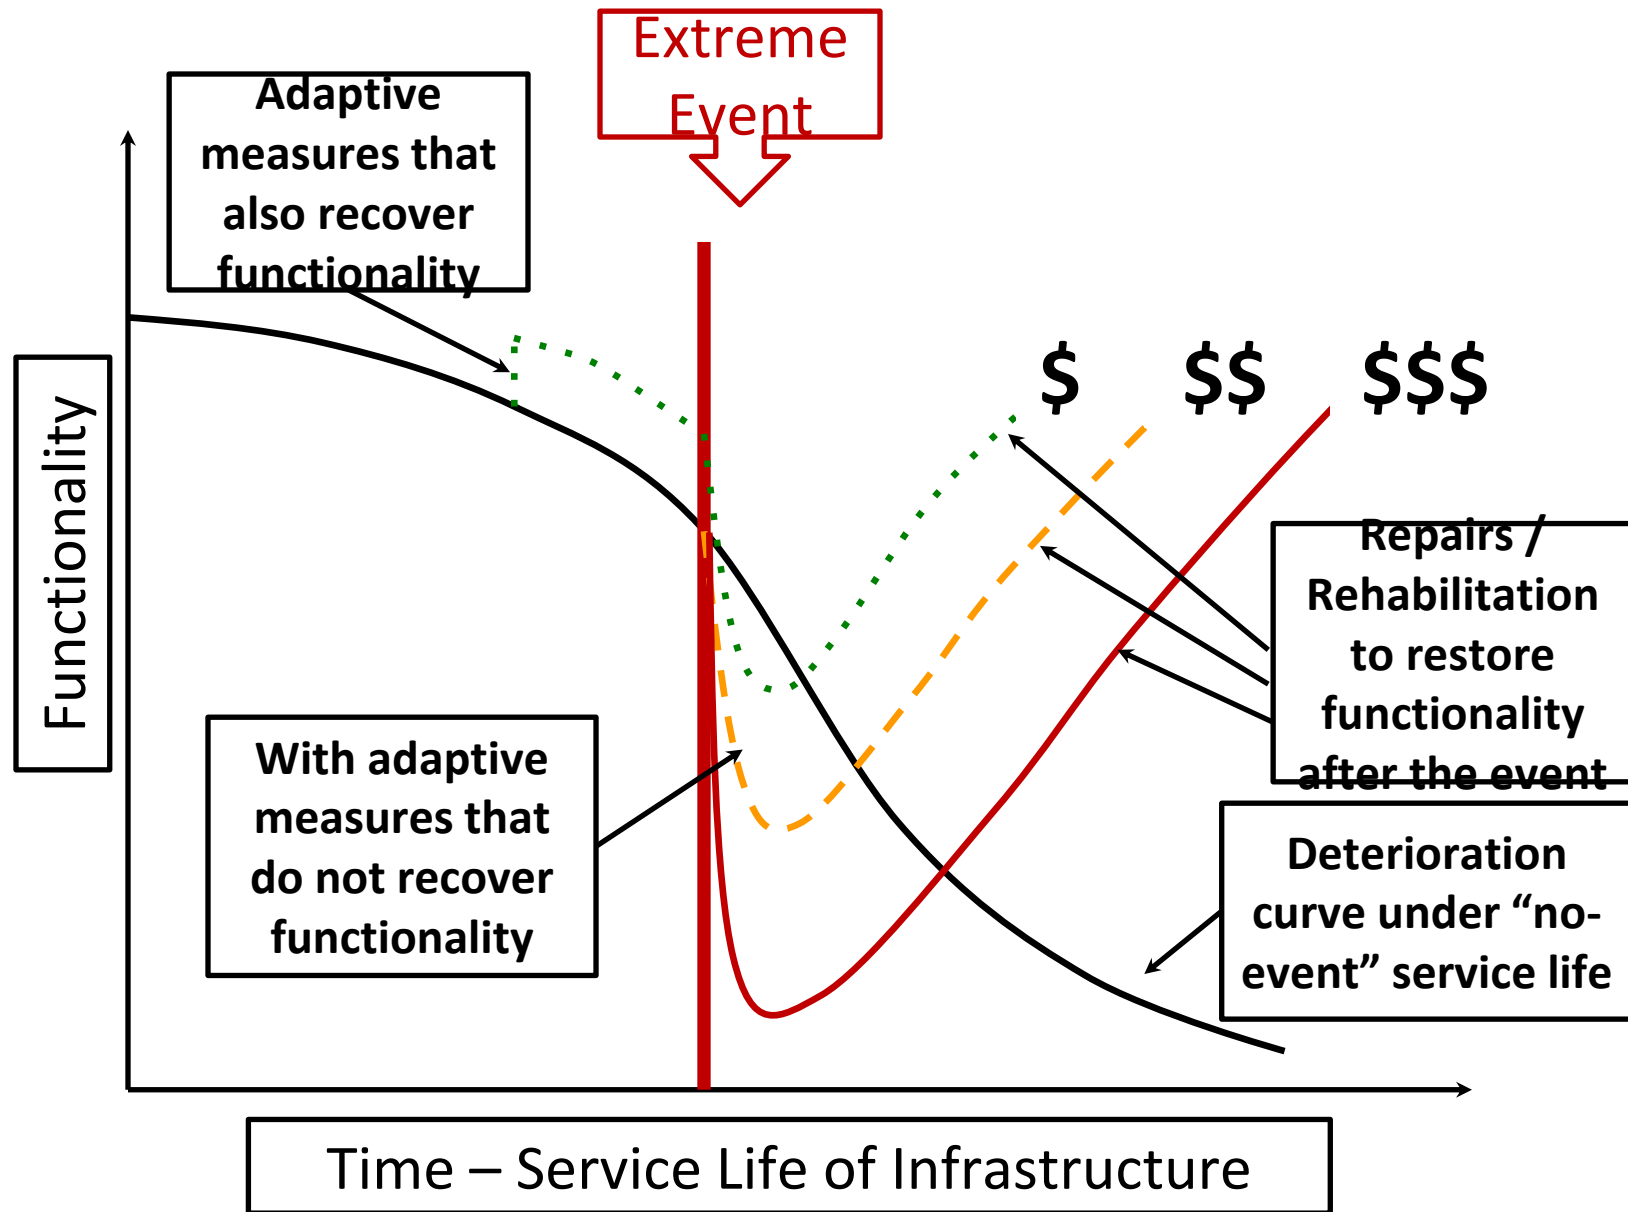 Extreme
Event
Adaptive
measures that
also recover
functionality
$ $$ $$$
Functionality
Repairs /
Rehabilitation
to restore
functionality
after the event
With adaptive
measures that
do not recover
functionality
Deterioration
curve under “no-
event” service life
Time – Service Life of Infrastructure